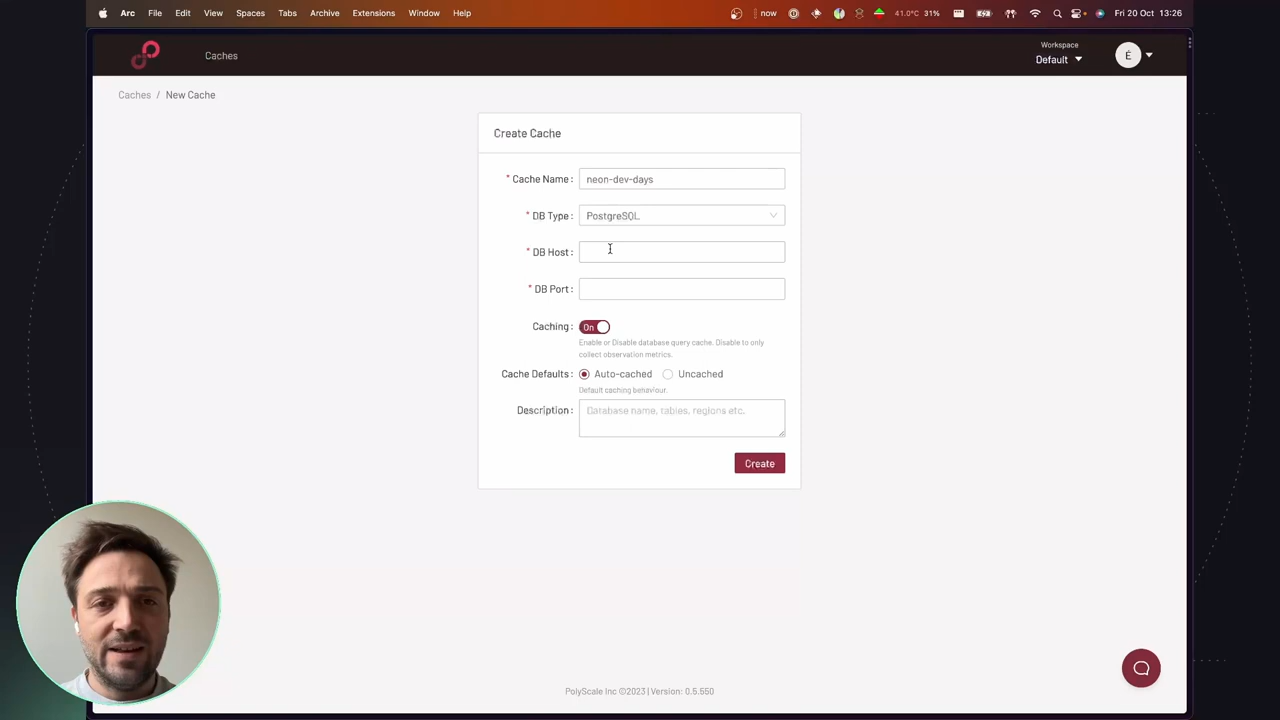 Arc File Edit View Spaces Tabs Archive Extensions Window Help now 41.0°C 31% Fri 20 Oct 13:26
Caches
Workspace
Default
É
Caches / New Cache
Create Cache
* Cache Name : neon-dev-days
* DB Type : PostgreSQL
* DB Host :
* DB Port :
Caching : On
Enable or Disable database query cache. Disable to only
collect observation metrics.
Cache Defaults : Auto-cached Uncached
Default caching behaviour.
Description : Database name, tables, regions etc.
Create
PolyScale Inc ©2023 | Version: 0.5.550